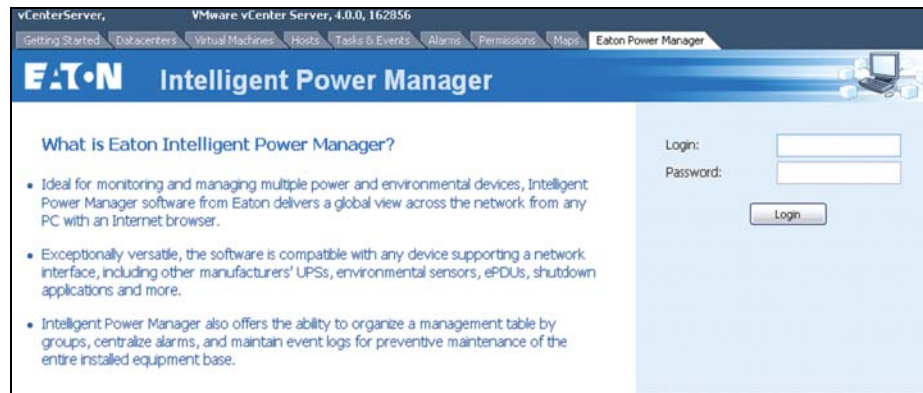 vCenterServer, VMware vCenter Server, 4.0.0, 162856
Getting Started Datacenters Virtual Machines Hosts Tasks & Events Alarms Permissions Maps Eaton Power Manager
EATON Intelligent Power Manager
What is Eaton Intelligent Power Manager?
Login:
• Ideal for monitoring and managing multiple power and environmental devices, Intelligent
Power Manager software from Eaton delivers a global view across the network from any
PC with an Internet browser.
Password:
Login
• Exceptionally versatile, the software is compatible with any device supporting a network
interface, including other manufacturers' UPSs, environmental sensors, ePDUs, shutdown
applications and more.
• Intelligent Power Manager also offers the ability to organize a management table by
groups, centralize alarms, and maintain event logs for preventive maintenance of the
entire installed equipment base.